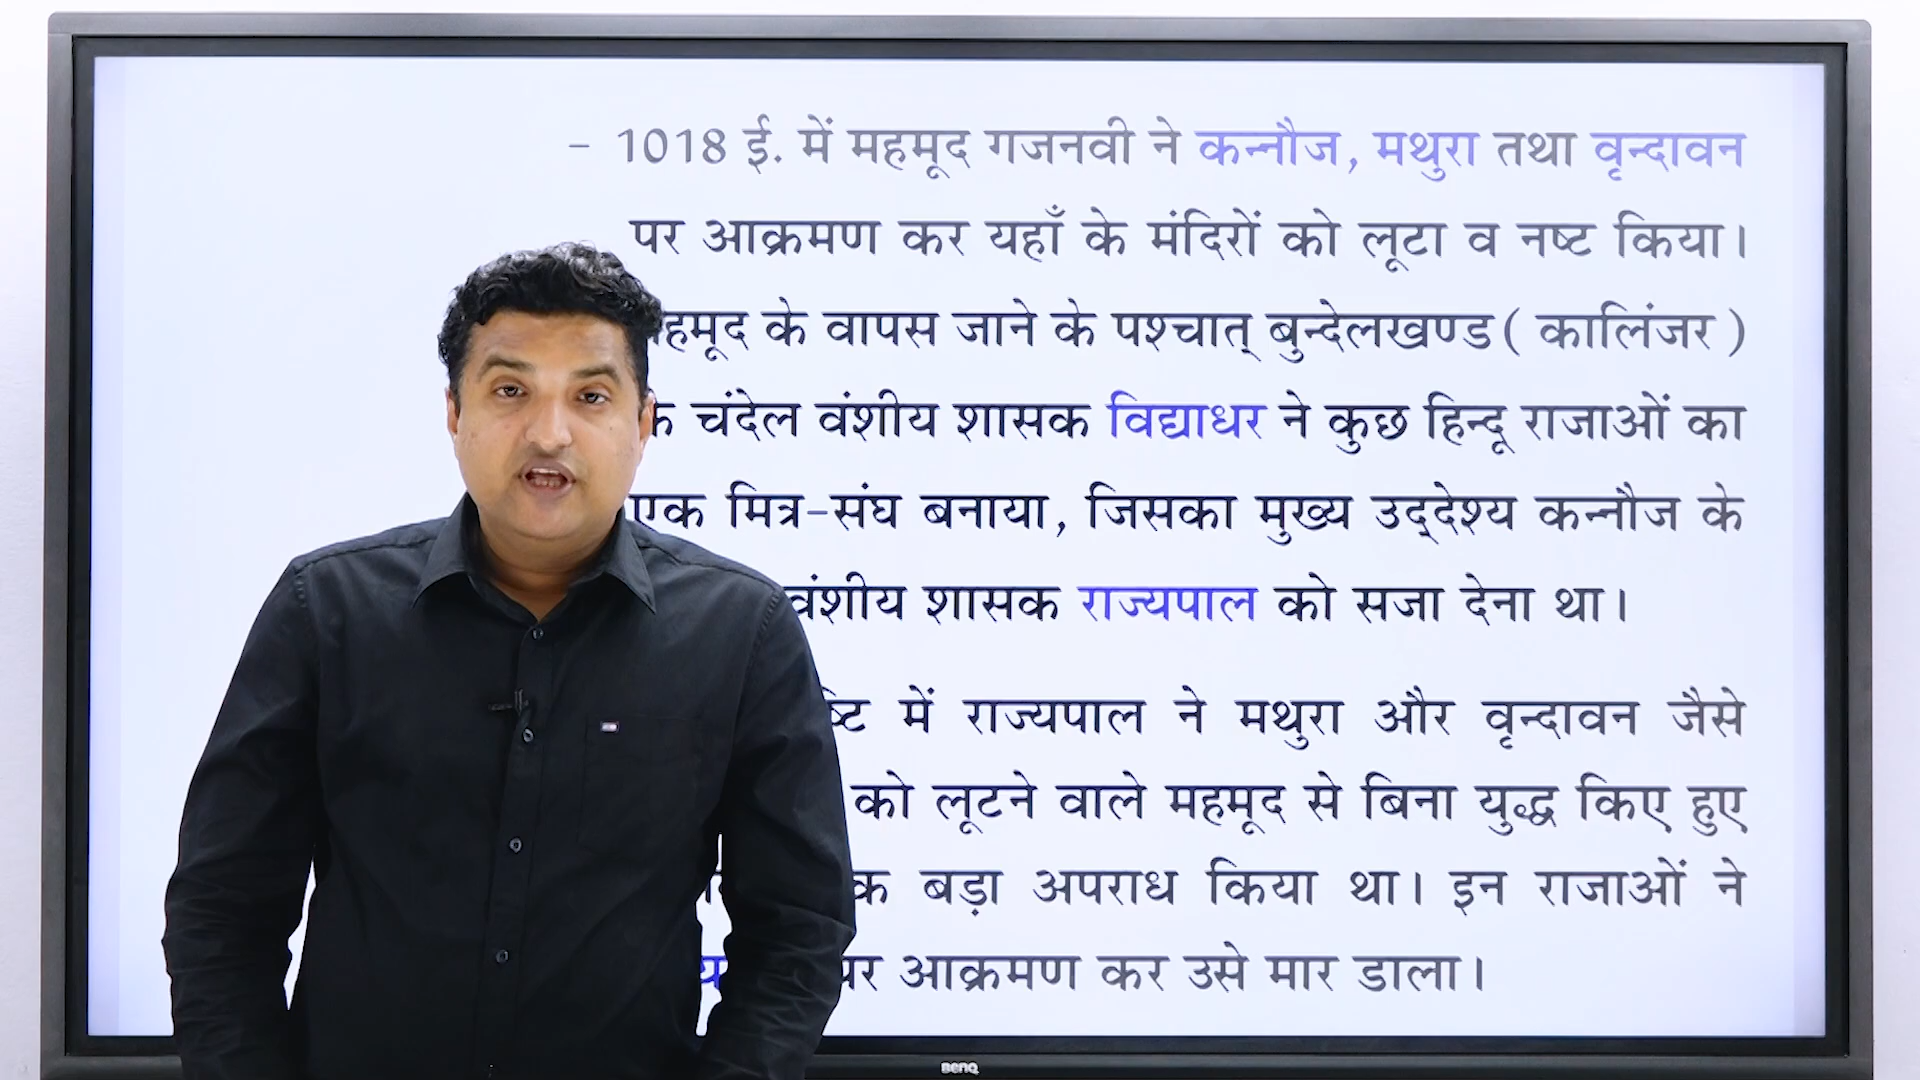 - 1018 ई. में महमूद गजनवी ने कन्नौज, मथुरा तथा वृन्दावन
पर आक्रमण कर यहाँ के मंदिरों को लूटा व नष्ट किया।
महमूद के वापस जाने के पश्चात् बुन्देलखण्ड ( कालिंजर )
के चंदेल वंशीय शासक विद्याधर ने कुछ हिन्दू राजाओं का
एक मित्र-संघ बनाया, जिसका मुख्य उद्देश्य कन्नौज के
वंशीय शासक राज्यपाल को सजा देना था।
में राज्यपाल ने मथुरा और वृन्दावन जैसे
को लूटने वाले महमूद से बिना युद्ध किए हुए
बड़ा अपराध किया था। इन राजाओं ने
पर आक्रमण कर उसे मार डाला।
BenQ